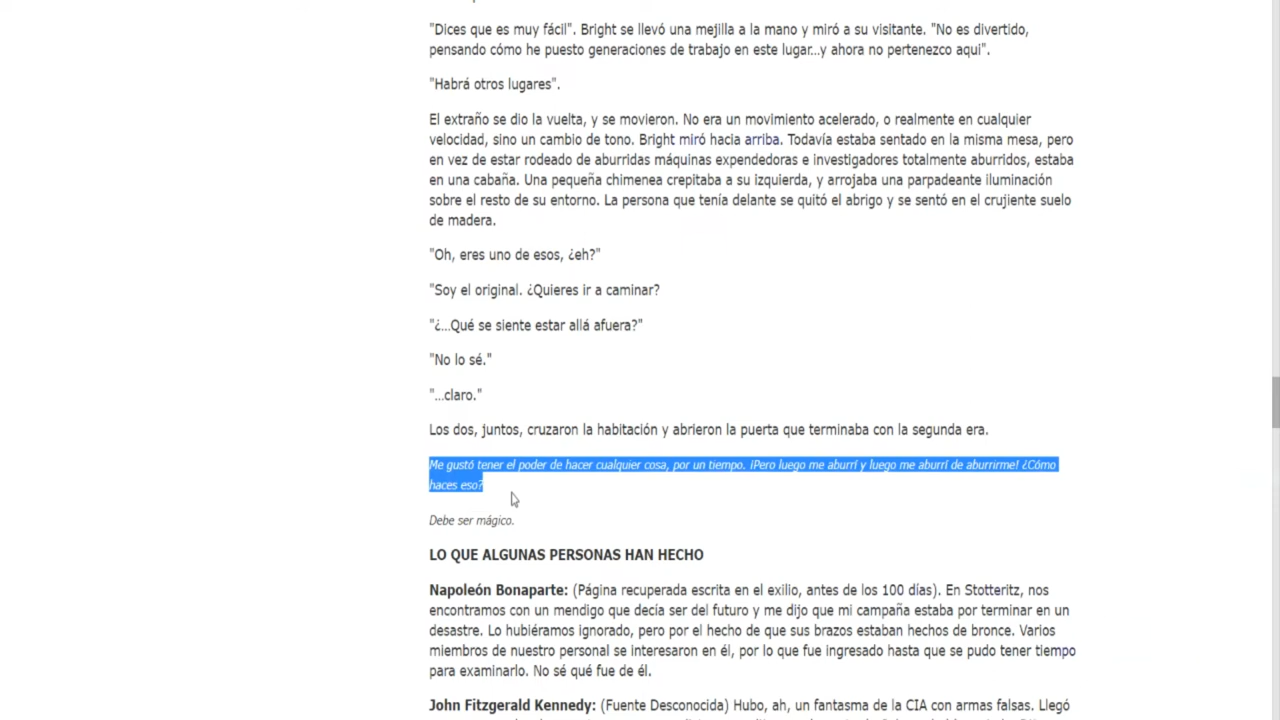 "Dices que es muy fácil". Bright se llevó una mejilla a la mano y miró a su visitante. "No es divertido,
pensando cómo he puesto generaciones de trabajo en este lugar...y ahora no pertenezco aqui".
"Habrá otros lugares".
El extraño se dio la vuelta, y se movieron. No era un movimiento acelerado, o realmente en cualquier
velocidad, sino un cambio de tono. Bright miró hacia arriba. Todavía estaba sentado en la misma mesa, pero
en vez de estar rodeado de aburridas máquinas expendedoras e investigadores totalmente aburridos, estaba
en una cabaña. Una pequeña chimenea crepitaba a su izquierda, y arrojaba una parpadeante iluminación
sobre el resto de su entorno. La persona que tenía delante se quitó el abrigo y se sentó en el crujiente suelo
de madera.
"Oh, eres uno de esos, ¿eh?"
"Soy el original. ¿Quieres ir a caminar?
"¿...Qué se siente estar allá afuera?"
"No lo sé."
"...claro."
Los dos, juntos, cruzaron la habitación y abrieron la puerta que terminaba con la segunda era.
Me gustó tener el poder de hacer cualquier cosa, por un tiempo. ¡Pero luego me aburrí y luego me aburrí de aburrirme! ¿Cómo
haces eso?
Debe ser mágico.
LO QUE ALGUNAS PERSONAS HAN HECHO
Napoleón Bonaparte: (Página recuperada escrita en el exilio, antes de los 100 días). En Stotteritz, nos
encontramos con un mendigo que decía ser del futuro y me dijo que mi campaña estaba por terminar en un
desastre. Lo hubiéramos ignorado, pero por el hecho de que sus brazos estaban hechos de bronce. Varios
miembros de nuestro personal se interesaron en él, por lo que fue ingresado hasta que se pudo tener tiempo
para examinarlo. No sé qué fue de él.
John Fitzgerald Kennedy: (Fuente Desconocida) Hubo, ah, un fantasma de la CIA con armas falsas. Llegó